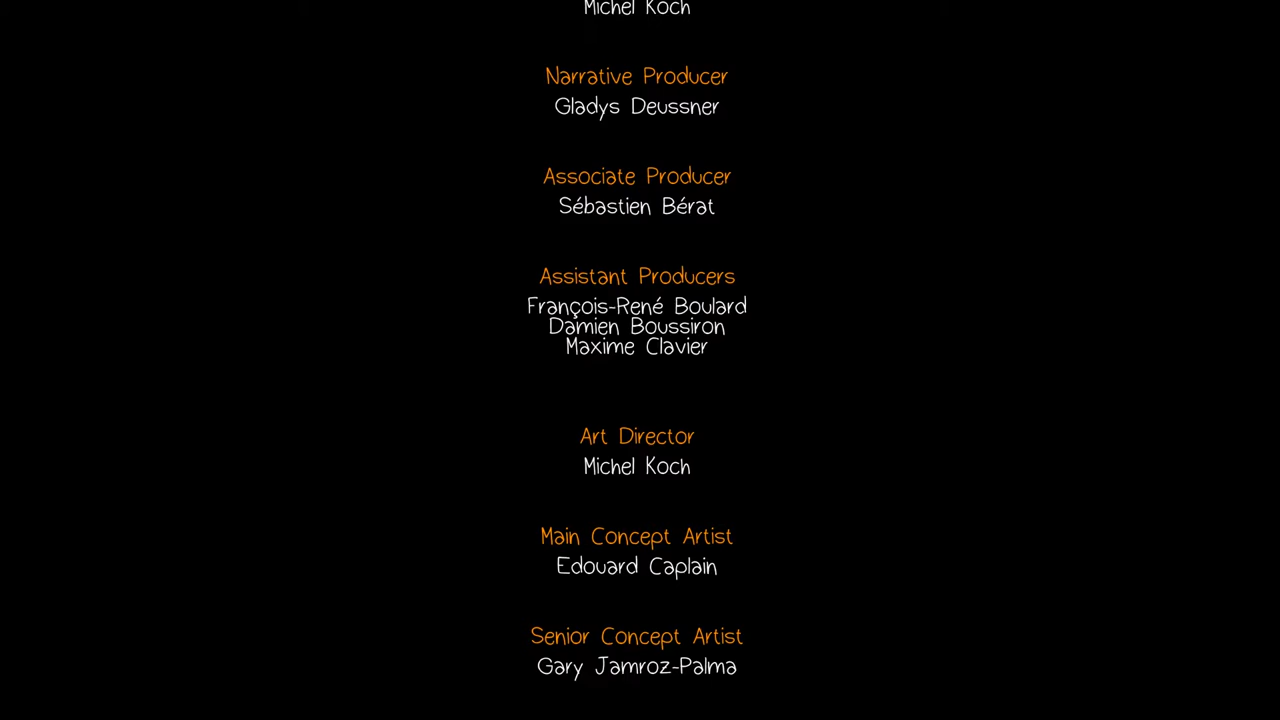 Michel Koch
Narrative Producer
Gladys Deussner
Associate Producer
Sébastien Bérat
Assistant Producers
François-René Boulard
Damien Boussiron
Maxime Clavier
Art Director
Michel Koch
Main Concept Artist
Edouard Caplain
Senior Concept Artist
Gary Jamroz-Palma